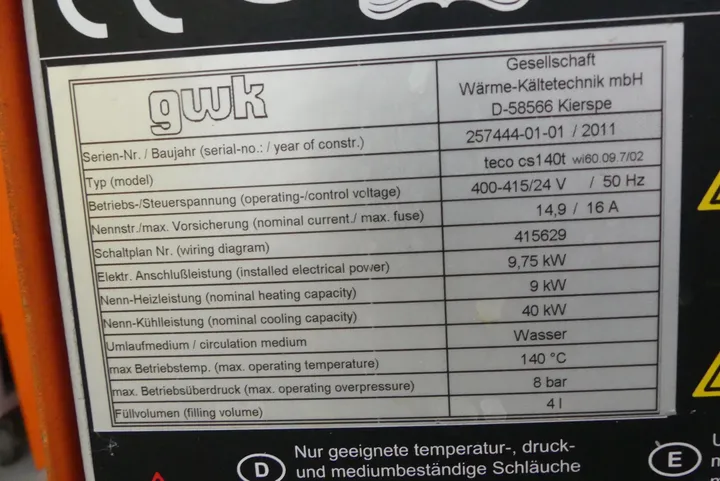 gwk
Gesellschaft
Wärme-Kältetechnik mbH
D-58566 Kierspe
Serien-Nr. / Baujahr (serial-no.: / year of constr.) 257444-01-01 / 2011
Typ (model) teco cs140t wi60.09.7/02
Betriebs-/Steuerspannung (operating-/control voltage) 400-415/24 V / 50 Hz
Nennstr./max. Vorsicherung (nominal current./ max. fuse) 14,9 / 16 A
Schaltplan Nr. (wiring diagram) 415629
Elektr. Anschlußleistung (installed electrical power) 9,75 kW
Nenn-Heizleistung (nominal heating capacity) 9 kW
Nenn-Kühlleistung (nominal cooling capacity) 40 kW
Umlaufmedium / circulation medium Wasser
max Betriebstemp. (max. operating temperature) 140 °C
max. Betriebsüberdruck (max. operating overpressure) 8 bar
Füllvolumen (filling volume) 4 l
D Nur geeignete temperatur-, druck-
und mediumbeständige Schläuche
E